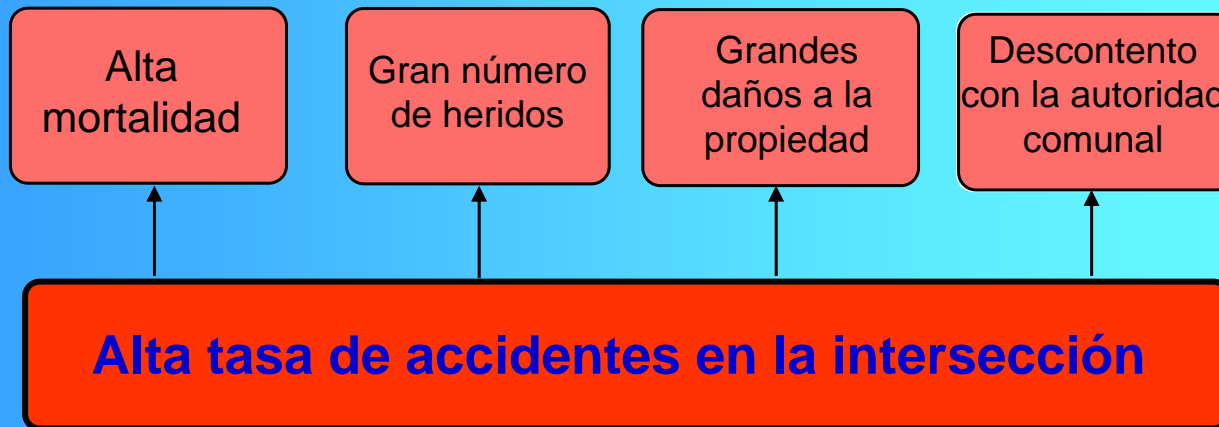 Alta
mortalidad
Gran número
de heridos
Grandes
daños a la
propiedad
Descontento
con la autoridad
comunal
Alta tasa de accidentes en la intersección